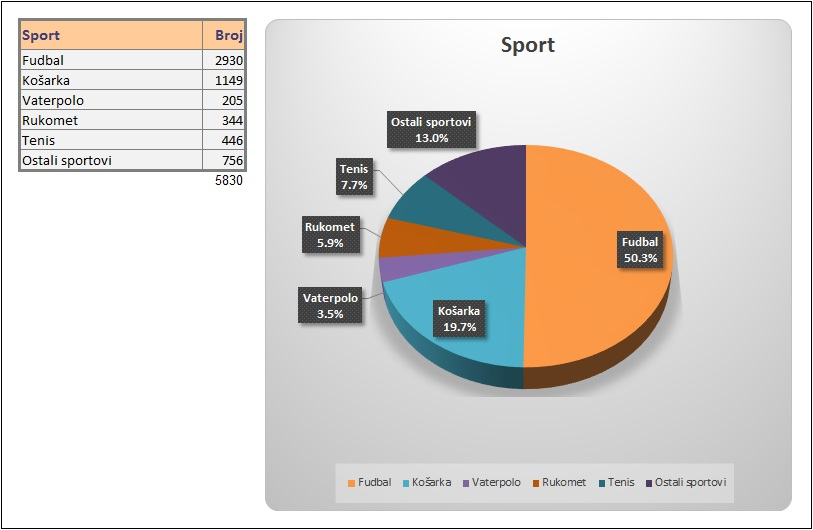 Sport Broj
Fudbal 2930
Košarka 1149
Vaterpolo 205
Rukomet 344
Tenis 446
Ostali sportovi 756
5830
Sport
Ostali sportovi
13.0%
Tenis
7.7%
Rukomet
5.9%
Fudbal
50.3%
Vaterpolo
3.5%
Košarka
19.7%
Fudbal Košarka Vaterpolo Rukomet Tenis Ostali sportovi